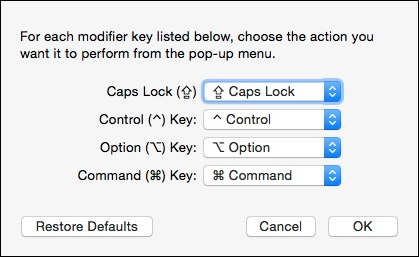 For each modifier key listed below, choose the action you
want it to perform from the pop-up menu.
Caps Lock (⇪) ⇪ Caps Lock
Control (^) Key: ^ Control
Option (⌥) Key: ⌥ Option
Command (⌘) Key: ⌘ Command
Restore Defaults Cancel OK